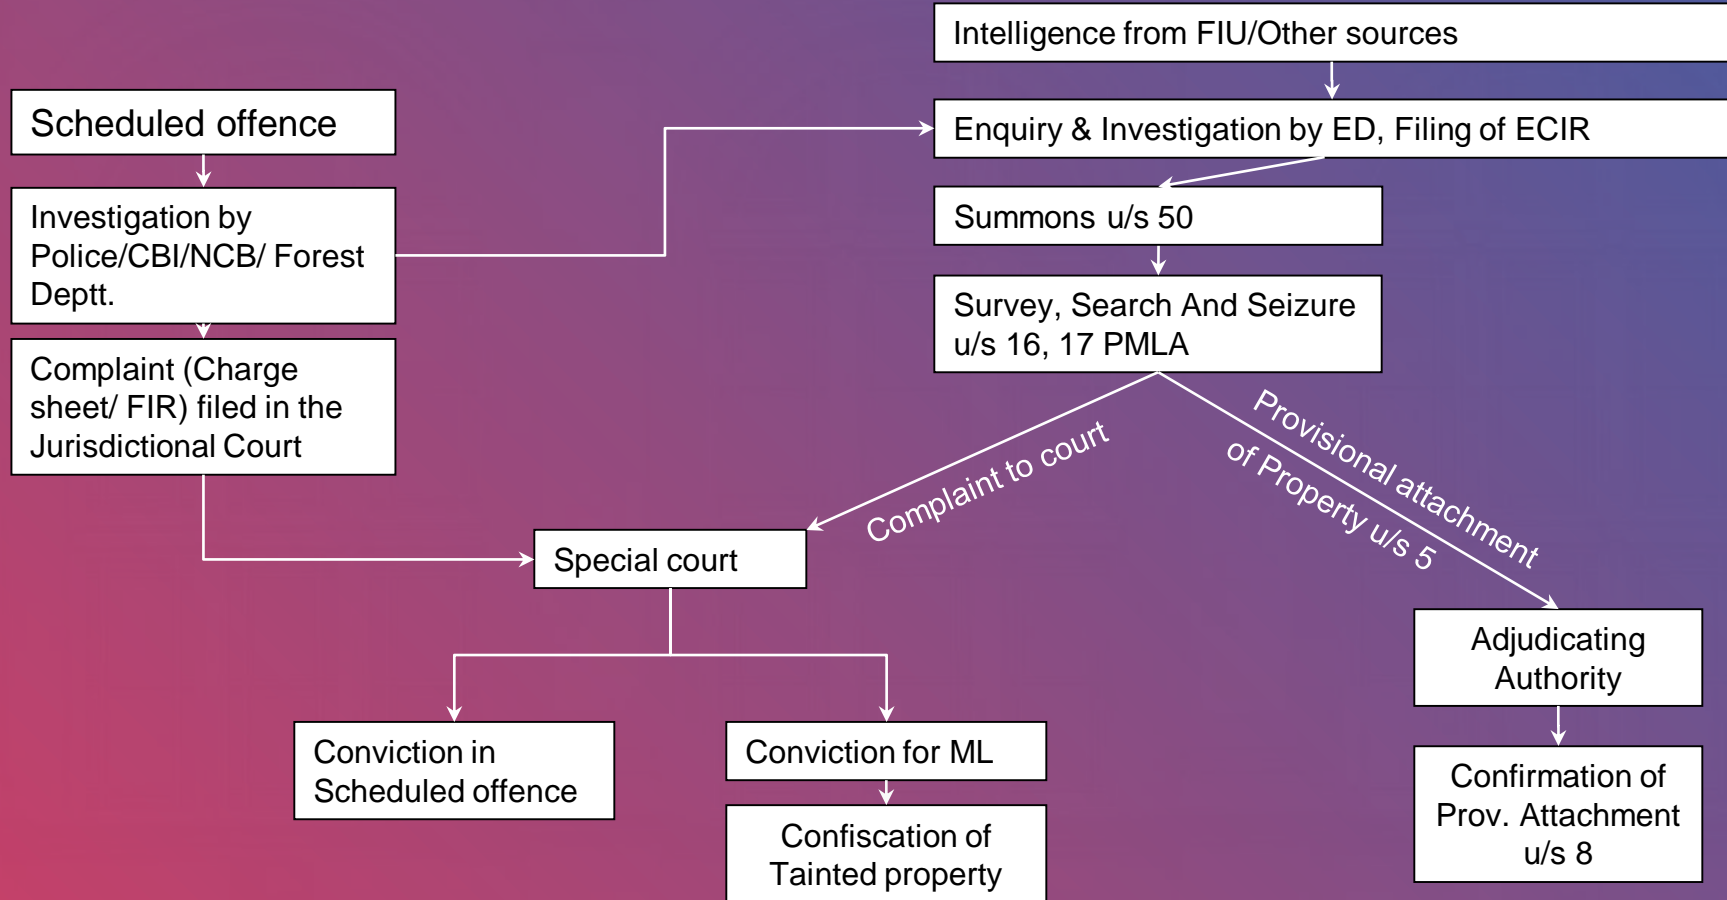 Intelligence from FIU/Other sources
Scheduled offence
Enquiry & Investigation by ED, Filing of ECIR
Investigation by
Police/CBI/NCB/ Forest
Deptt.
Summons u/s 50
Survey, Search And Seizure
u/s 16, 17 PMLA
Complaint (Charge
sheet/ FIR) filed in the
Jurisdictional Court
Complaint to court
Provisional attachment
of Property u/s 5
Special court
Adjudicating
Authority
Conviction in
Scheduled offence
Conviction for ML
Confirmation of
Prov. Attachment
u/s 8
Confiscation of
Tainted property